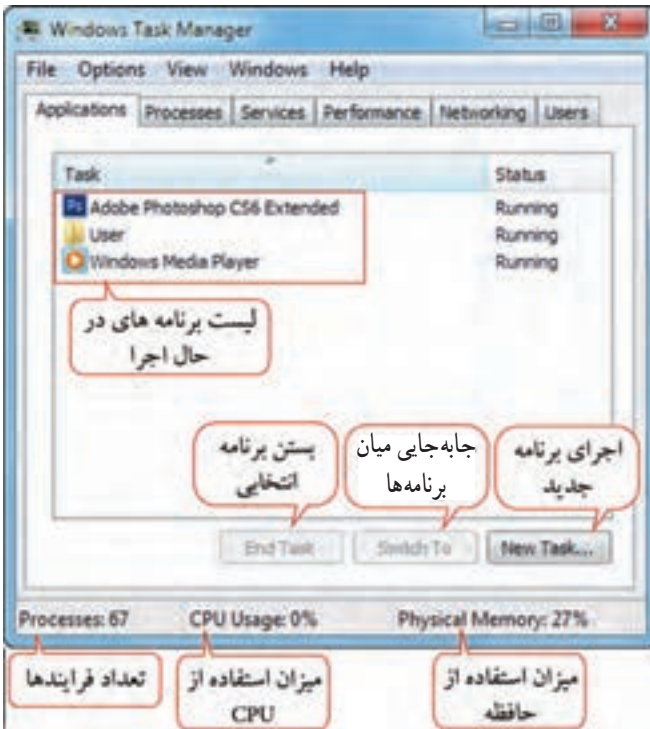 Windows Task Manager
File Options View Windows Help
Applications Processes Services Performance Networking Users
Task Status
Ps Adobe Photoshop CS6 Extended Running
User Running
Windows Media Player Running
لیست برنامه های در
حال اجرا
بستن برنامه
انتخابی
جابه‌جایی میان
برنامه‌ها
اجرای برنامه
جدید
End Task Switch To New Task...
Processes: 67 CPU Usage: 0% Physical Memory: 27%
تعداد فرایندها
میزان استفاده از
CPU
میزان استفاده از
حافظه